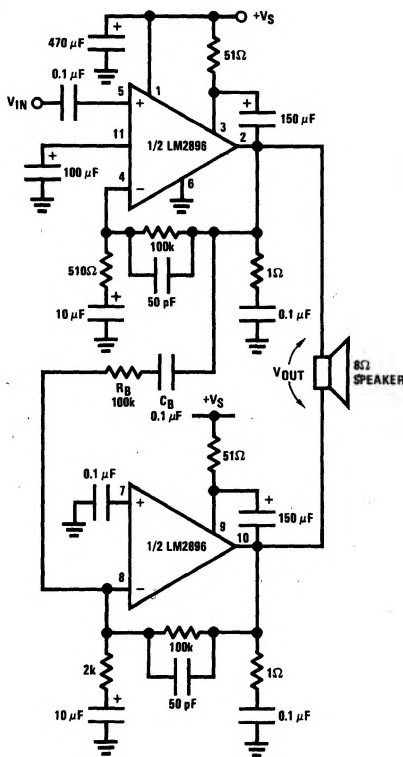 +VS
470 µF
+
51Ω
0.1 µF
VIN
5
+
1
3
+
150 µF
11
1/2 LM2896
2
+
100 µF
4
−
6
100k
510Ω
50 pF
1Ω
10 µF
+
0.1 µF
RB
100k
CB
0.1 µF
VOUT
8Ω
SPEAKER
+VS
51Ω
0.1 µF
7
+
9
+
150 µF
1/2 LM2896
10
8
−
100k
2k
50 pF
1Ω
10 µF
+
0.1 µF